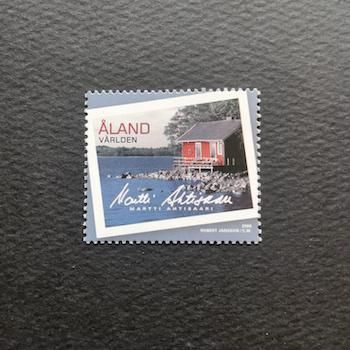 ÅLAND
VÄRLDEN
Martti Ahtisaari
MARTTI AHTISAARI
2008
ROBERT JANSSON / C.M.